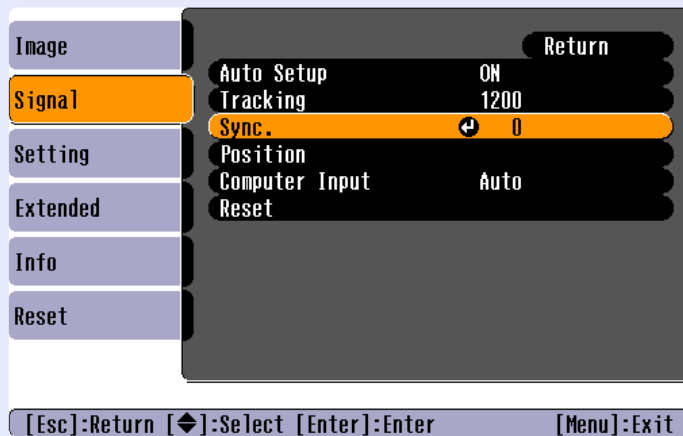 Image
Signal
Setting
Extended
Info
Reset
Return
Auto Setup ON
Tracking 1200
Sync. 0
Position
Computer Input Auto
Reset
[Esc]:Return [◆]:Select [Enter]:Enter [Menu]:Exit